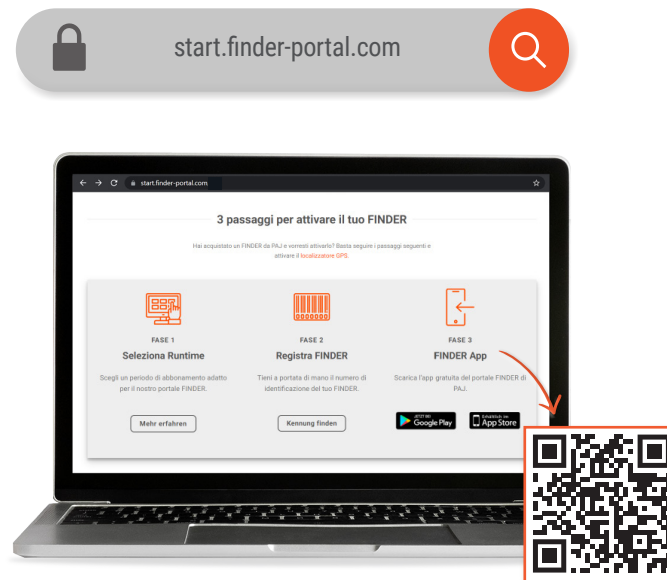 start.finder-portal.com
start.finder-portal.com
3 passaggi per attivare il tuo FINDER
Hai acquistato un FINDER da PAJ e vorresti attivarlo? Basta seguire i passaggi seguenti e
attivare il localizzatore GPS.
FASE 1
Seleziona Runtime
Scegli un periodo di abbonamento adatto
per il nostro portale FINDER.
Mehr erfahren
FASE 2
Registra FINDER
Tieni a portata di mano il numero di
identificazione del tuo FINDER.
Kennung finden
FASE 3
FINDER App
Scarica l'app gratuita del portale FINDER di
PAJ.
JETZT BEI
Google Play
Erhältlich im
App Store